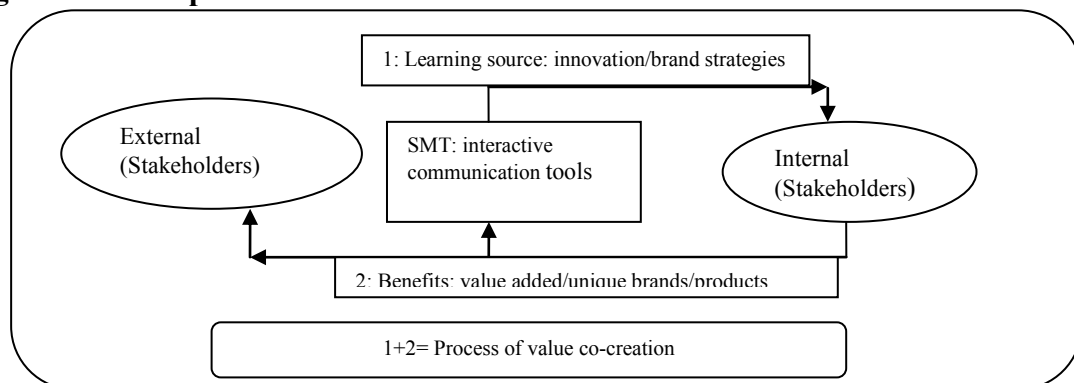 1: Learning source: innovation/brand strategies
External
(Stakeholders)
SMT: interactive
communication tools
Internal
(Stakeholders)
2: Benefits: value added/unique brands/products
1+2= Process of value co-creation